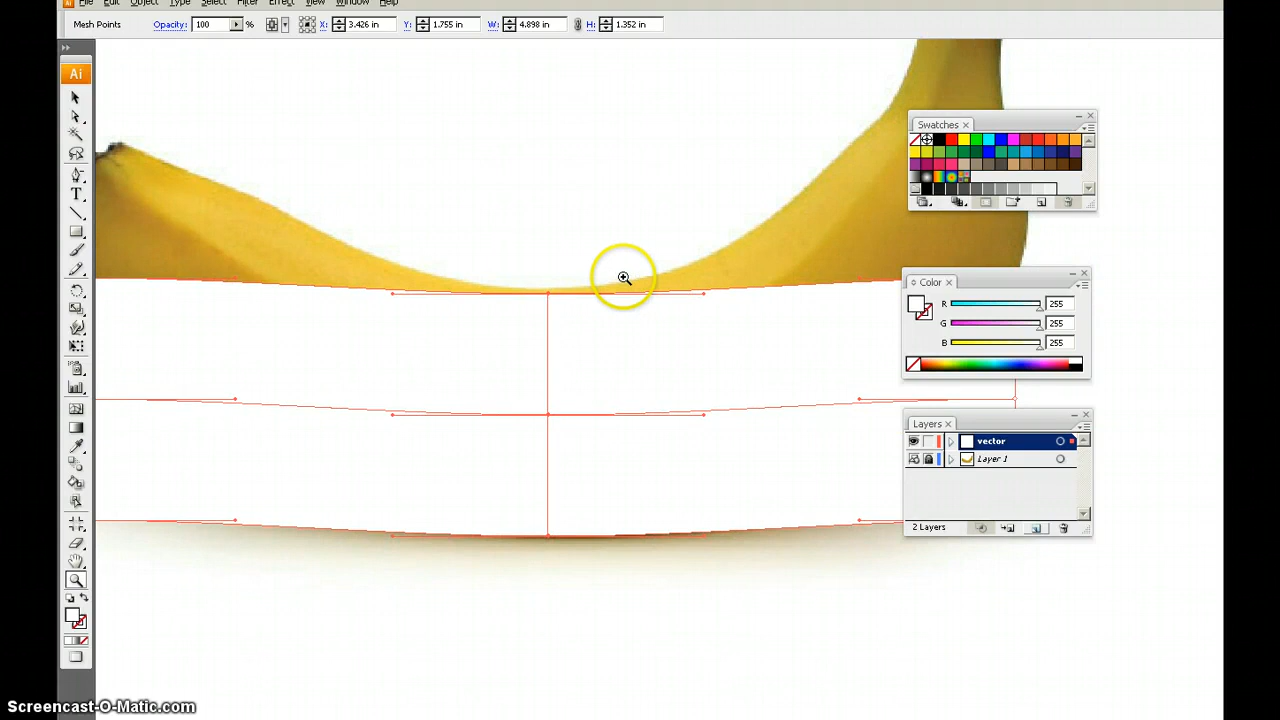 File Edit Object Type Select Filter Effect View Window Help
Mesh Points Opacity: 100 % X: 3.426 in Y: 1.755 in W: 4.898 in H: 1.352 in
Ai
T
Swatches
Color
R 255
G 255
B 255
Layers
vector
Layer 1
2 Layers
Screencast-O-Matic.com